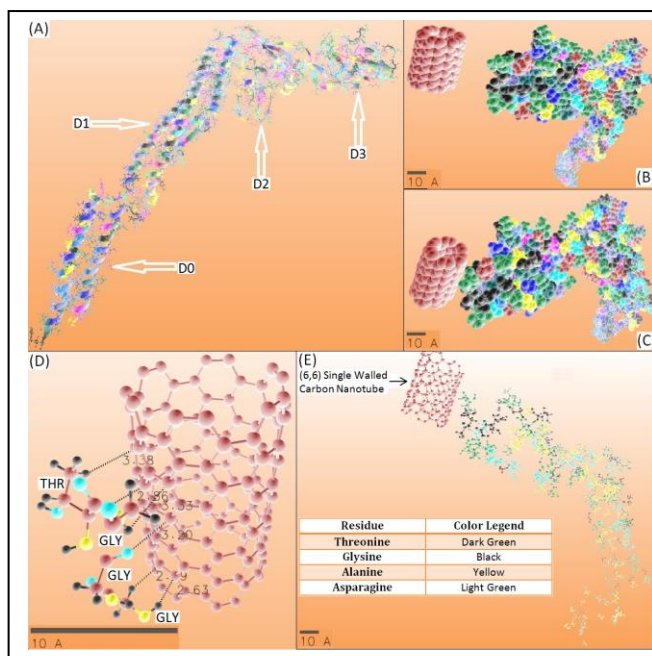 (A)
D1
D2
D3
D0
10 A
(B)
10 A
(C)
(D)
3.38
THR
2.86
3.33
GLY
3.20
GLY
2.49
2.63
GLY
10 A
(E)
(6,6) Single Walled
Carbon Nanotube
Residue Color Legend
Threonine Dark Green
Glysine Black
Alanine Yellow
Asparagine Light Green
10 A